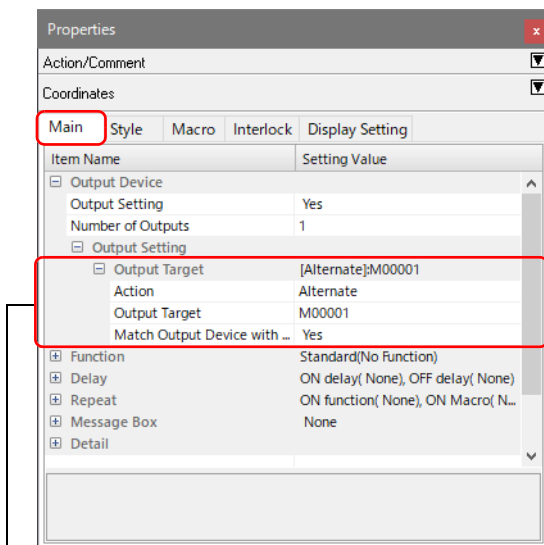 Properties x
Action/Comment
Coordinates
Main Style Macro Interlock Display Setting
Item Name Setting Value
Output Device
Output Setting Yes
Number of Outputs 1
Output Setting
Output Target [Alternate]:M00001
Action Alternate
Output Target M00001
Match Output Device with ... Yes
Function Standard(No Function)
Delay ON delay( None), OFF delay( None)
Repeat ON function( None), ON Macro( N...
Message Box None
Detail